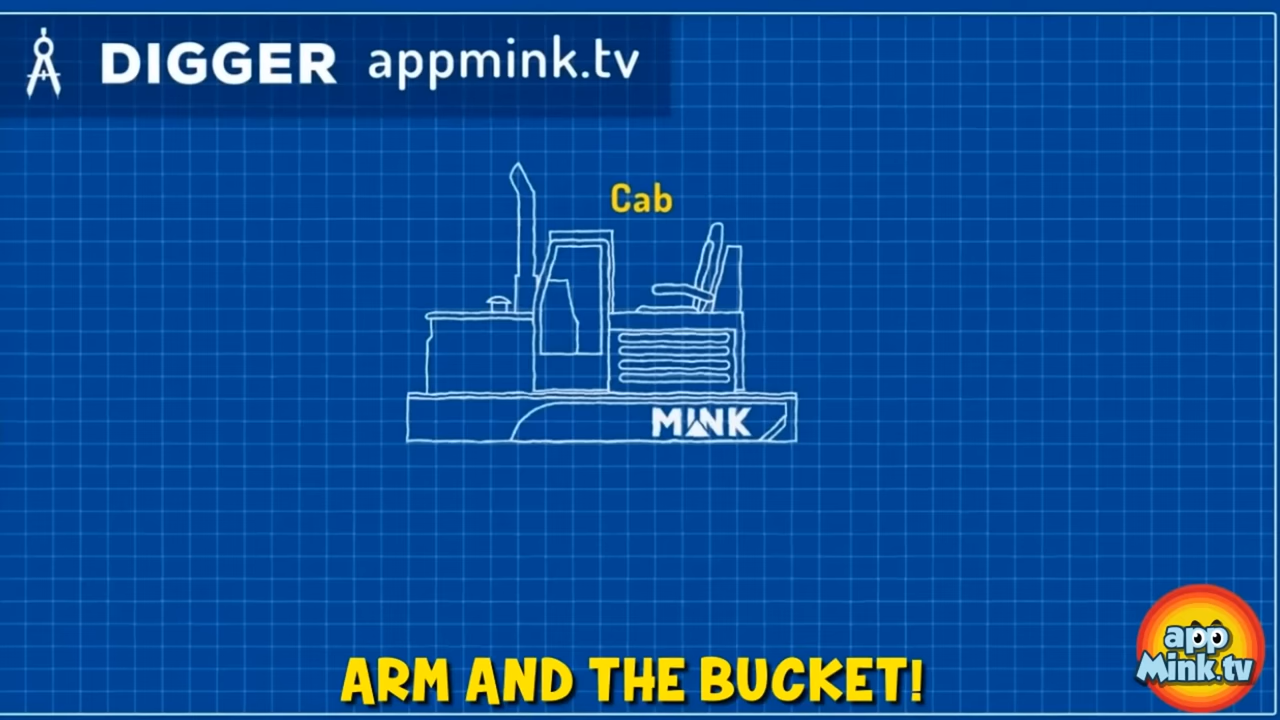 DIGGER appmink.tv
Cab
MINK
ARM AND THE BUCKET!
app
Mink.tv